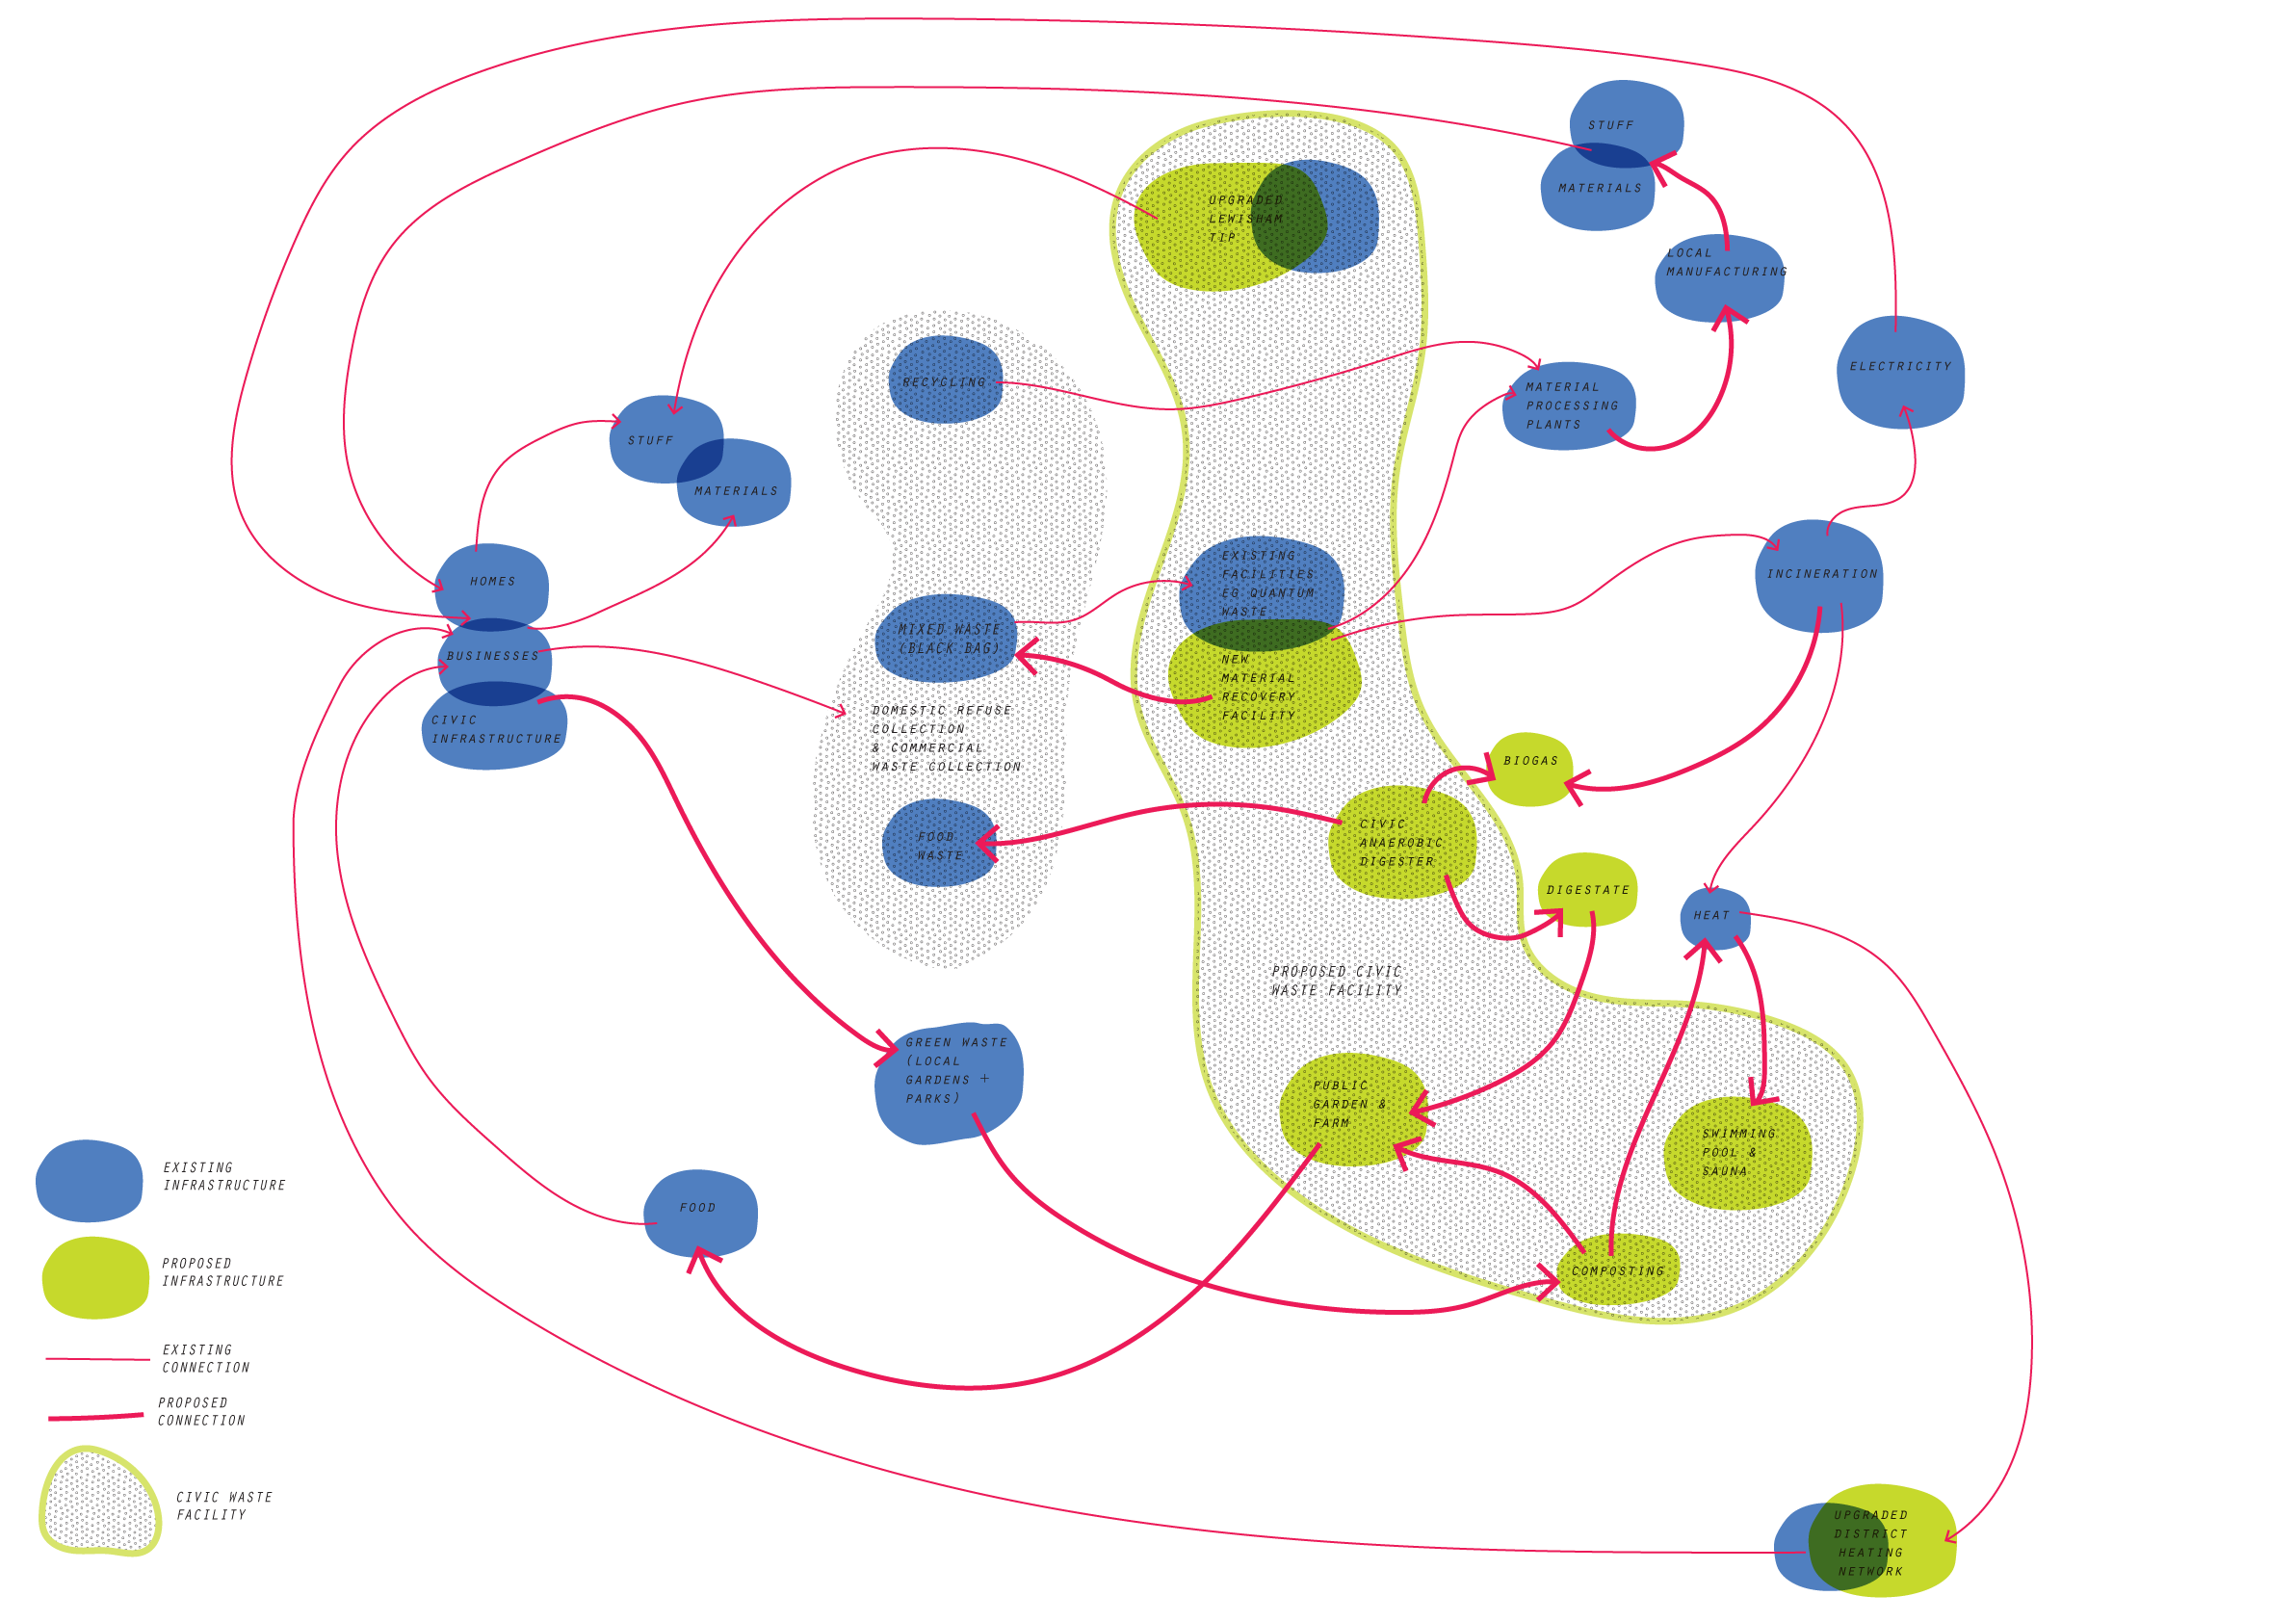 STUFF
MATERIALS
UPGRADED
LEWISHAM
TIP
LOCAL
MANUFACTURING
ELECTRICITY
RECYCLING
MATERIAL
PROCESSING
PLANTS
STUFF
MATERIALS
EXISTING
FACILITIES
EG QUANTUM
WASTE
INCINERATION
HOMES
BUSINESSES
CIVIC
INFRASTRUCTURE
MIXED WASTE
(BLACK BAG)
NEW
MATERIAL
RECOVERY
FACILITY
DOMESTIC REFUSE
COLLECTION
& COMMERCIAL
WASTE COLLECTION
BIOGAS
FOOD
WASTE
CIVIC
ANAEROBIC
DIGESTER
DIGESTATE
HEAT
PROPOSED CIVIC
WASTE FACILITY
GREEN WASTE
(LOCAL
GARDENS +
PARKS)
PUBLIC
GARDEN &
FARM
SWIMMING
POOL &
SAUNA
FOOD
COMPOSTING
EXISTING
INFRASTRUCTURE
PROPOSED
INFRASTRUCTURE
EXISTING
CONNECTION
PROPOSED
CONNECTION
CIVIC WASTE
FACILITY
UPGRADED
DISTRICT
HEATING
NETWORK